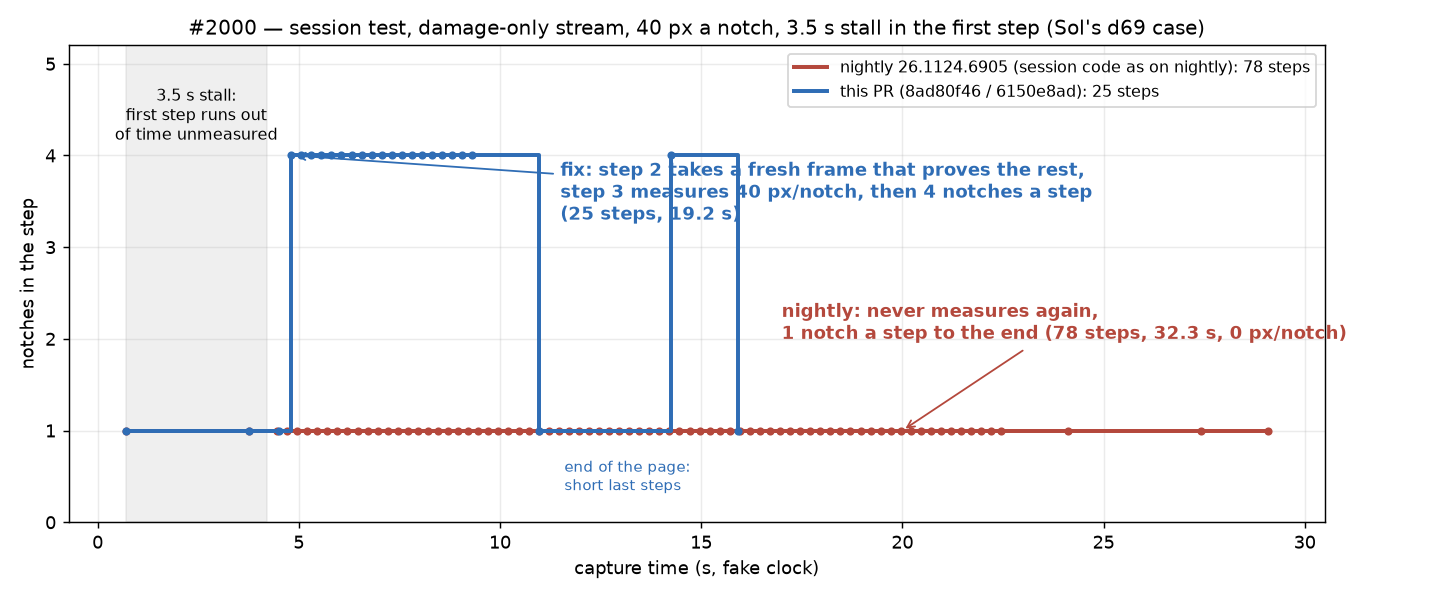 #2000 — session test, damage-only stream, 40 px a notch, 3.5 s stall in the first step (Sol's d69 case)
nightly 26.1124.6905 (session code as on nightly): 78 steps
this PR (8ad80f46 / 6150e8ad): 25 steps
3.5 s stall:
first step runs out
of time unmeasured
fix: step 2 takes a fresh frame that proves the rest,
step 3 measures 40 px/notch, then 4 notches a step
(25 steps, 19.2 s)
nightly: never measures again,
1 notch a step to the end (78 steps, 32.3 s, 0 px/notch)
end of the page:
short last steps
notches in the step
5
4
3
2
1
0
0 5 10 15 20 25 30
capture time (s, fake clock)